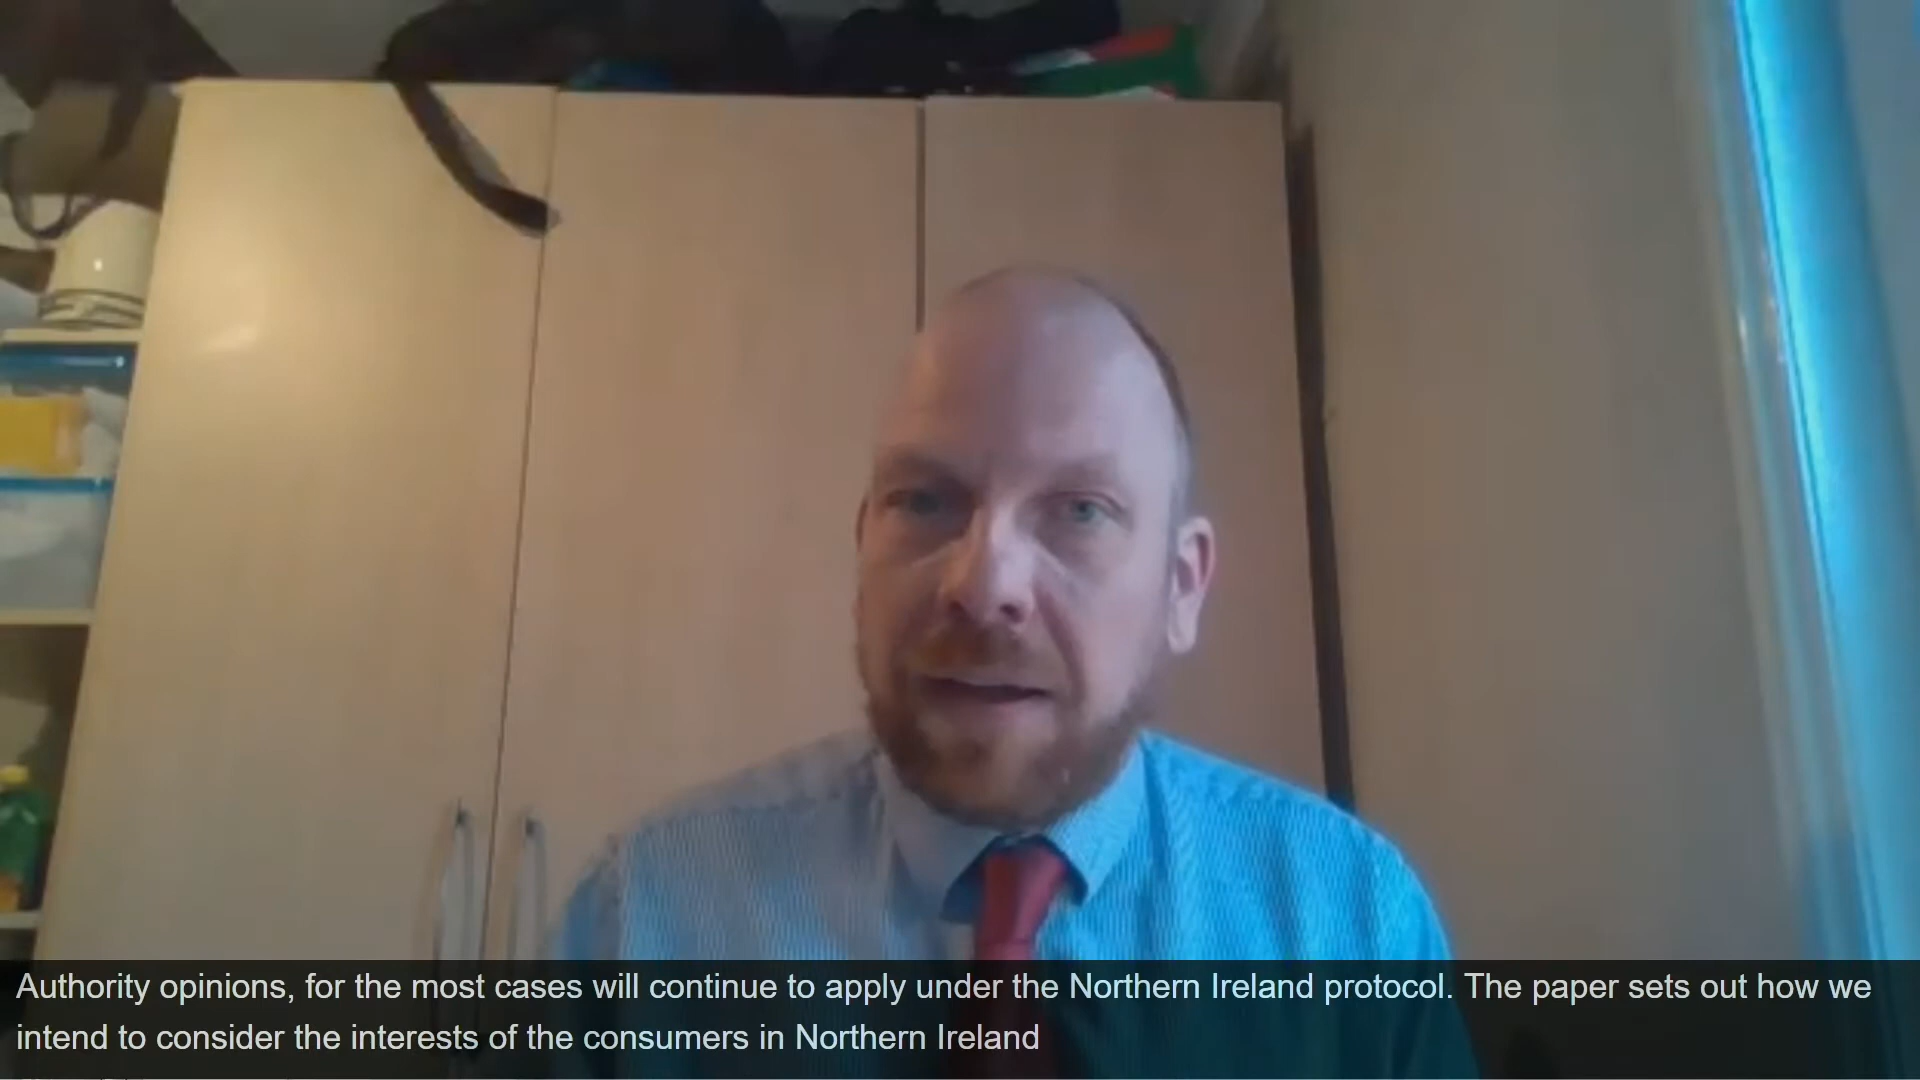 Authority opinions, for the most cases will continue to apply under the Northern Ireland protocol. The paper sets out how we
intend to consider the interests of the consumers in Northern Ireland